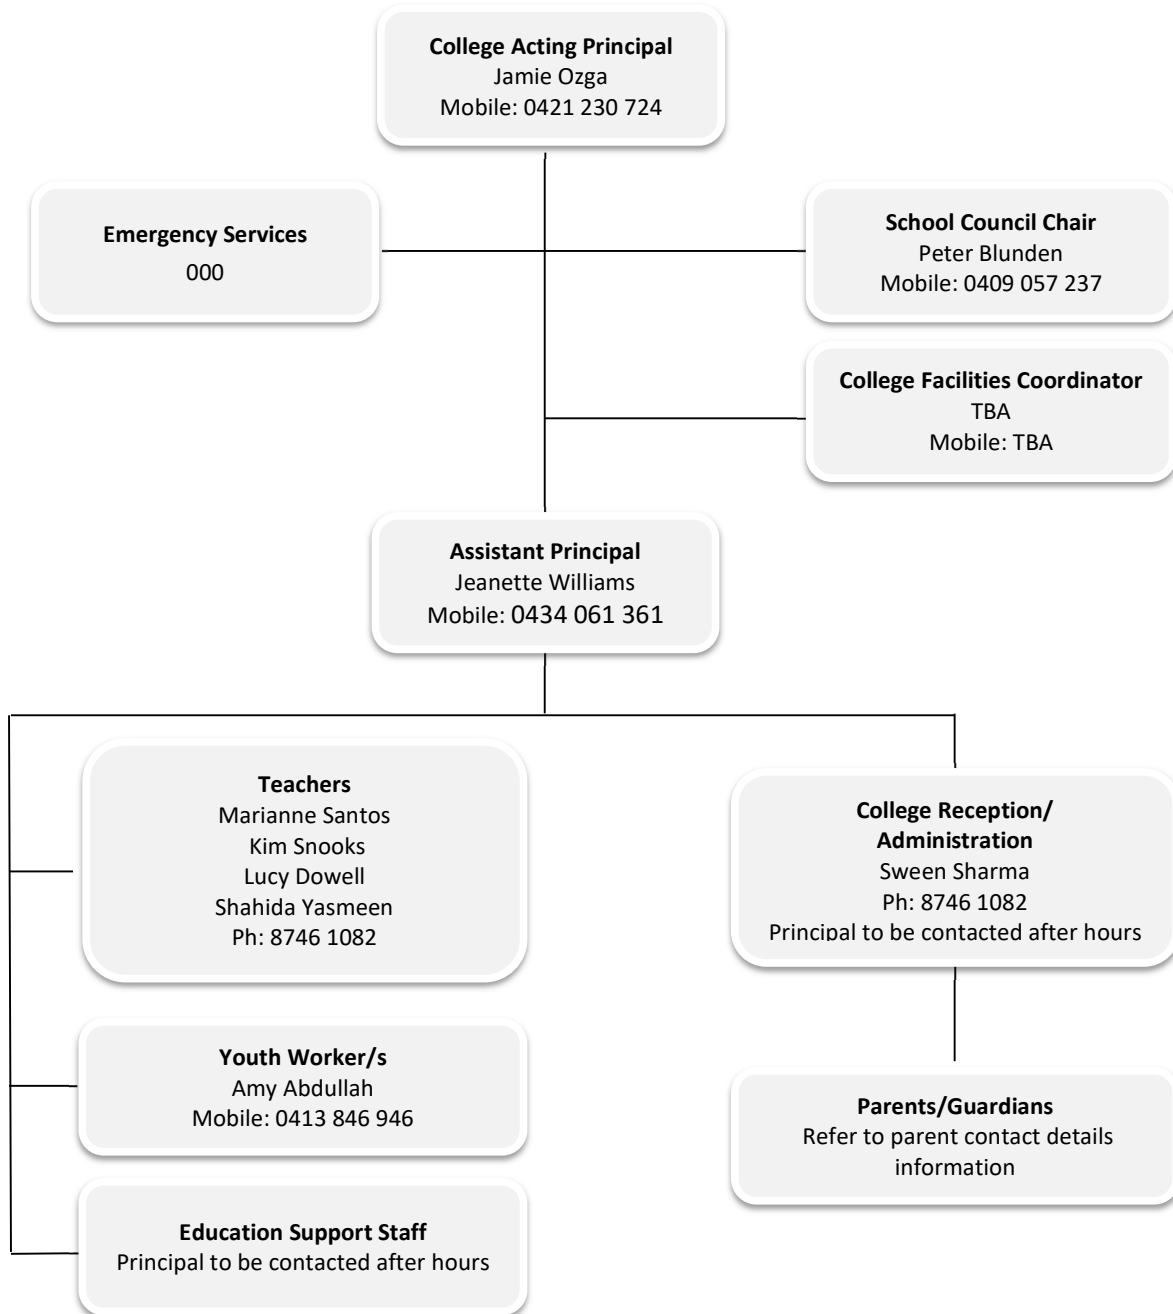 College Acting Principal
Jamie Ozga
Mobile: 0421 230 724
Emergency Services
000
School Council Chair
Peter Blunden
Mobile: 0409 057 237
College Facilities Coordinator
TBA
Mobile: TBA
Assistant Principal
Jeanette Williams
Mobile: 0434 061 361
Teachers
Marianne Santos
Kim Snooks
Lucy Dowell
Shahida Yasmeen
Ph: 8746 1082
College Reception/
Administration
Sween Sharma
Ph: 8746 1082
Principal to be contacted after hours
Youth Worker/s
Amy Abdullah
Mobile: 0413 846 946
Parents/Guardians
Refer to parent contact details
information
Education Support Staff
Principal to be contacted after hours